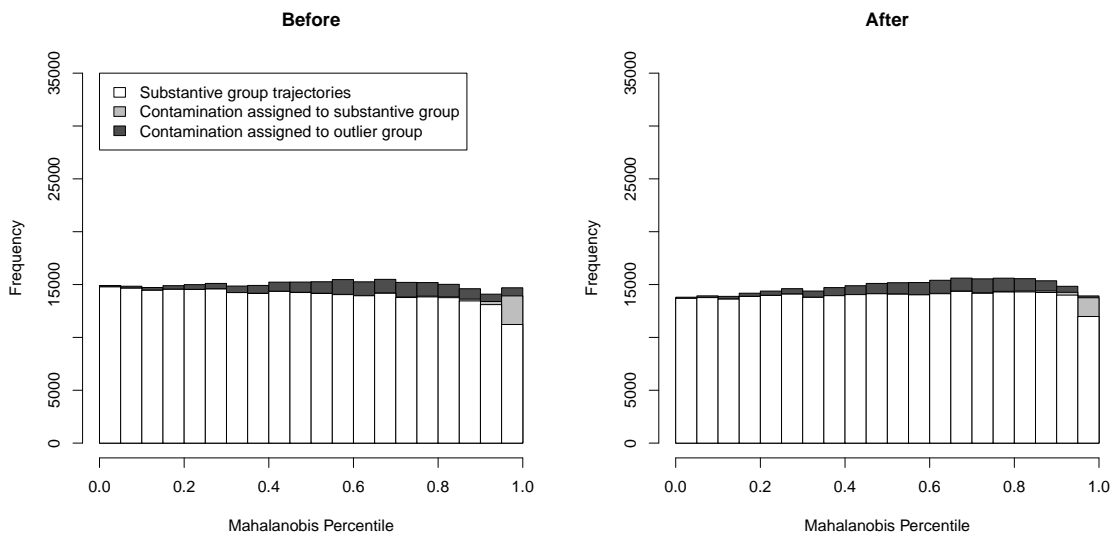 Before
Frequency
0
5000
15000
25000
35000
Substantive group trajectories
Contamination assigned to substantive group
Contamination assigned to outlier group
0.0 0.2 0.4 0.6 0.8 1.0
Mahalanobis Percentile
After
Frequency
0
5000
15000
25000
35000
0.0 0.2 0.4 0.6 0.8 1.0
Mahalanobis Percentile